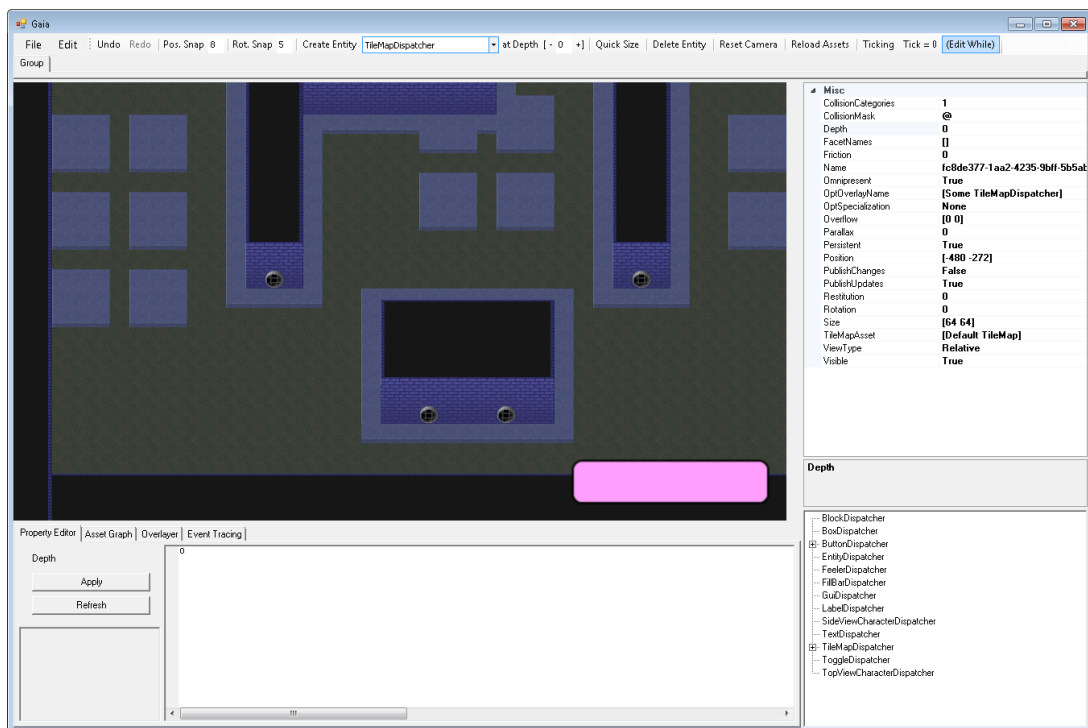 Gaia
File Edit Undo Redo Pos. Snap 8 Rot. Snap 5 Create Entity TileMapDispatcher at Depth [ - 0 +] Quick Size Delete Entity Reset Camera Reload Assets Ticking Tick = 0 (Edit While)
Group
Misc
CollisionCategories 1
CollisionMask @
Depth 0
FacetNames []
Friction 0
Name fc8de377-1aa2-4235-9bff-5b5ab
Omnipresent True
OptOverlayName [Some TileMapDispatcher]
OptSpecialization None
Overflow [0 0]
Parallax 0
Persistent True
Position [-480 -272]
PublishChanges False
PublishUpdates True
Restitution 0
Rotation 0
Size [64 64]
TileMapAsset [Default TileMap]
ViewType Relative
Visible True
Depth
Property Editor Asset Graph Overlayer Event Tracing
Depth
Apply
Refresh
0
BlockDispatcher
BoxDispatcher
ButtonDispatcher
EntityDispatcher
FeelerDispatcher
FillBarDispatcher
GuiDispatcher
LabelDispatcher
SideViewCharacterDispatcher
TextDispatcher
TileMapDispatcher
ToggleDispatcher
TopViewCharacterDispatcher